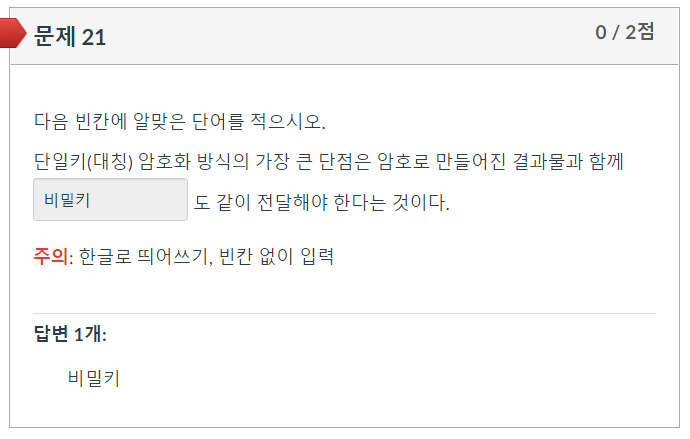 문제 21
0 / 2점
다음 빈칸에 알맞은 단어를 적으시오.
단일키(대칭) 암호화 방식의 가장 큰 단점은 암호로 만들어진 결과물과 함께
비밀키 도 같이 전달해야 한다는 것이다.
주의: 한글로 띄어쓰기, 빈칸 없이 입력
답변 1개:
비밀키